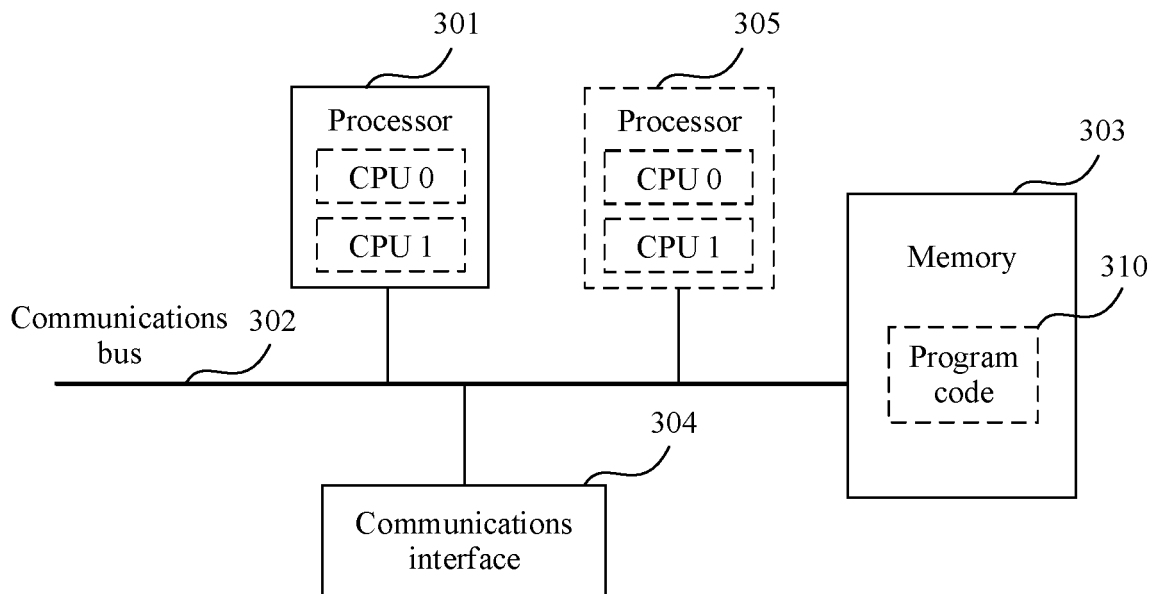 301
305
Processor
CPU 0
CPU 1
Processor
CPU 0
CPU 1
303
Memory
310
Program
code
Communications
bus
302
304
Communications
interface